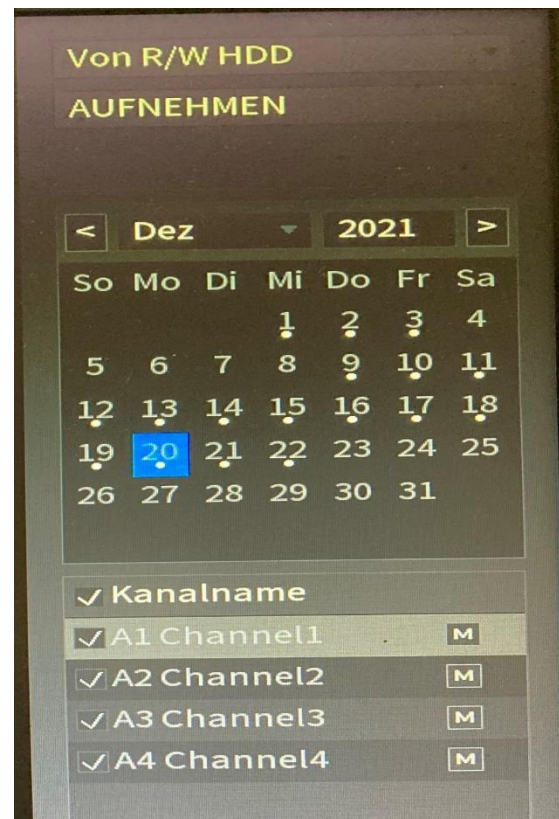 Von R/W HDD
AUFNEHMEN
< Dez 2021 >
So Mo Di Mi Do Fr Sa
1 2 3 4
5 6 7 8 9 10 11
12 13 14 15 16 17 18
19 20 21 22 23 24 25
26 27 28 29 30 31
Kanalname
A1 Channel1 M
A2 Channel2 M
A3 Channel3 M
A4 Channel4 M